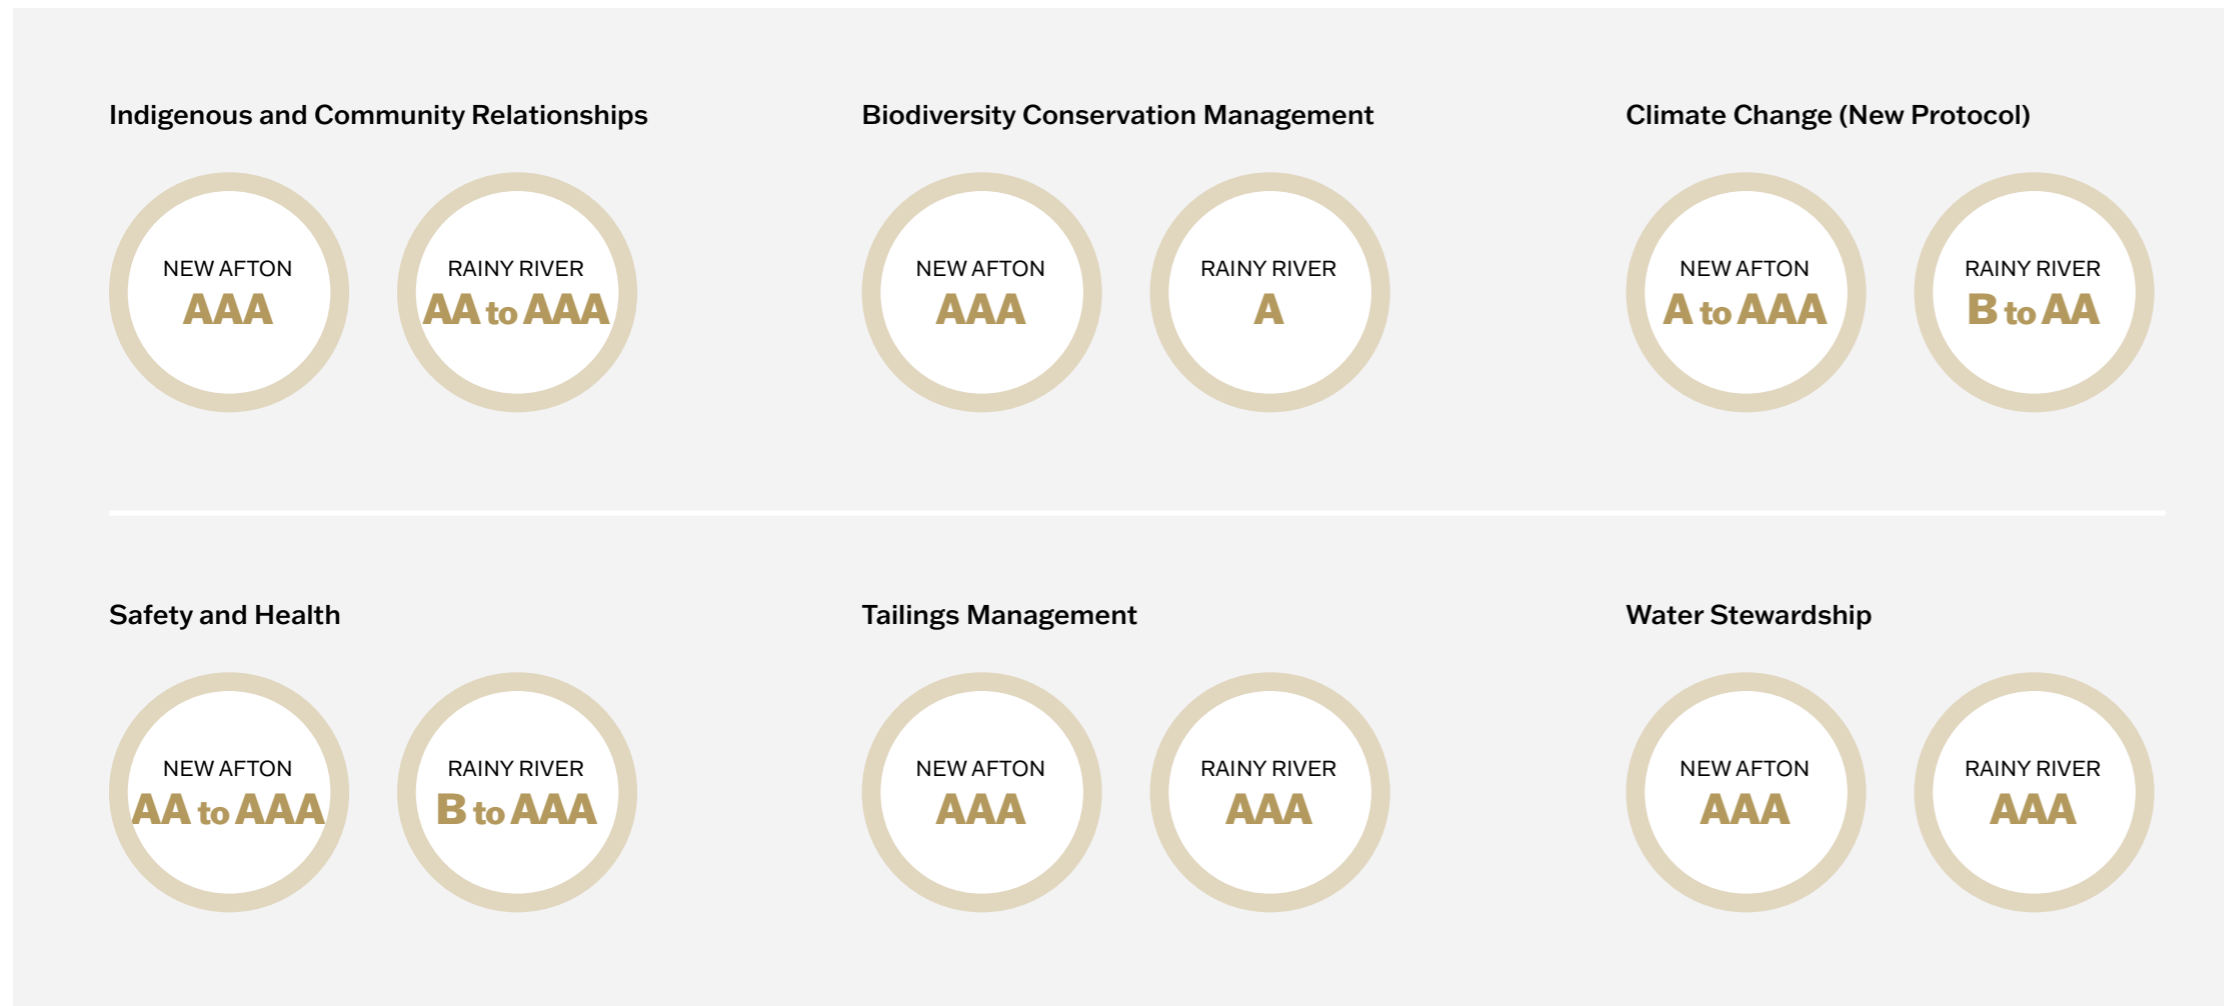 Indigenous and Community Relationships
NEW AFTON
AAA
RAINY RIVER
AA to AAA
Biodiversity Conservation Management
NEW AFTON
AAA
RAINY RIVER
A
Climate Change (New Protocol)
NEW AFTON
A to AAA
RAINY RIVER
B to AA
Safety and Health
NEW AFTON
AA to AAA
RAINY RIVER
B to AAA
Tailings Management
NEW AFTON
AAA
RAINY RIVER
AAA
Water Stewardship
NEW AFTON
AAA
RAINY RIVER
AAA